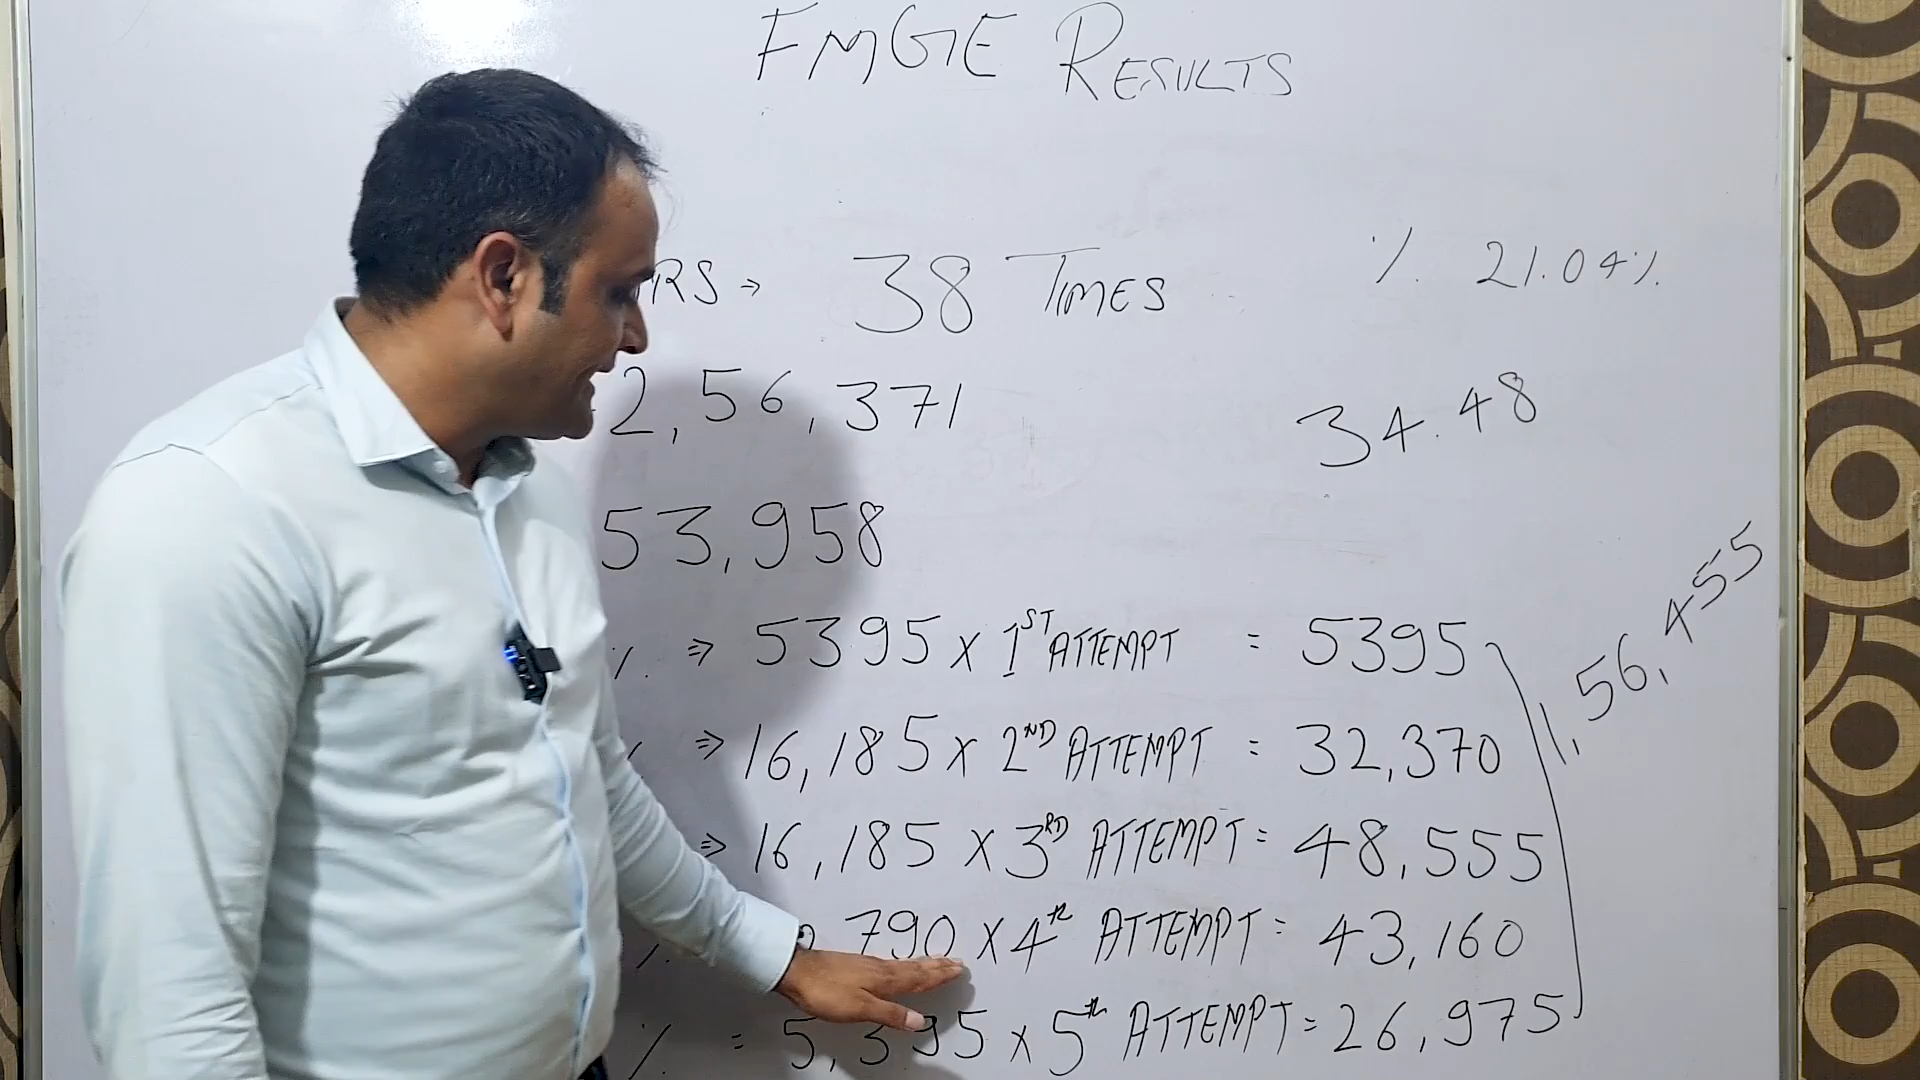 FMGE RESULTS
RS → 38 TIMES % 21.04%
2,56,371 34.48
53,958
% ⇒ 5395 x 1ST ATTEMPT = 5395
% ⇒ 16,185 x 2ND ATTEMPT = 32,370
⇒ 16,185 x 3RD ATTEMPT = 48,555
% 790 x 4th ATTEMPT = 43,160
% = 5,395 x 5th ATTEMPT = 26,975
1,56,455